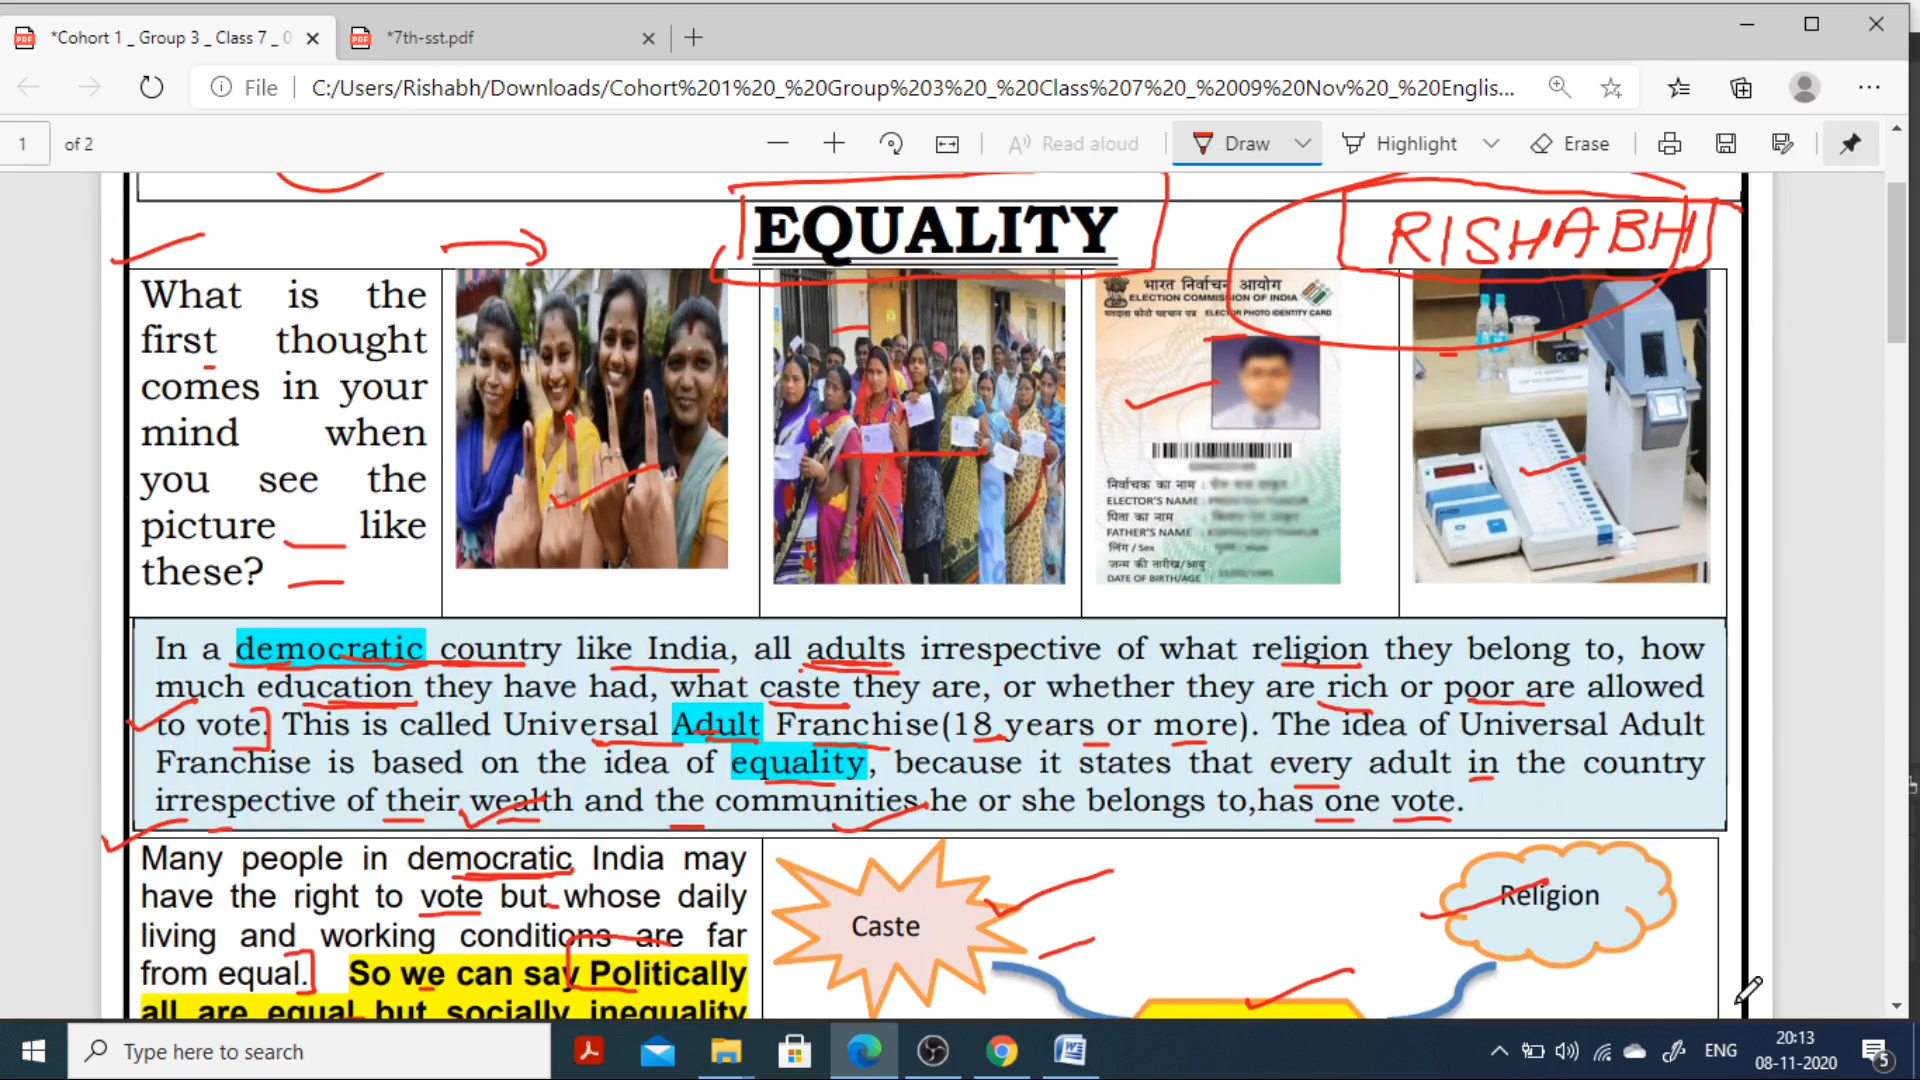 *Cohort 1 _ Group 3 _ Class 7 _ 0
*7th-sst.pdf
File C:/Users/Rishabh/Downloads/Cohort%201%20_%20Group%203%20_%20Class%207%20_%2009%20Nov%20_%20Englis...
1 of 2
Read aloud
Draw
Highlight
Erase
EQUALITY
RISHABH
What is the
first thought
comes in your
mind when
you see the
picture like
these?
भारत निर्वाचन आयोग
ELECTION COMMISSION OF INDIA
भारतीय फोटो पहचान पत्र ELECTOR PHOTO IDENTITY CARD
निर्वाचक का नाम :
ELECTOR'S NAME :
पिता का नाम :
FATHER'S NAME :
लिंग / Sex
जन्म की तारीख/आयु
DATE OF BIRTH/AGE
In a democratic country like India, all adults irrespective of what religion they belong to, how
much education they have had, what caste they are, or whether they are rich or poor are allowed
to vote. This is called Universal Adult Franchise(18 years or more). The idea of Universal Adult
Franchise is based on the idea of equality, because it states that every adult in the country
irrespective of their wealth and the communities he or she belongs to,has one vote.
Many people in democratic India may
have the right to vote but whose daily
living and working conditions are far
from equal. So we can say Politically
all are equal but socially inequality
Caste
Religion
Type here to search
ENG
20:13
08-11-2020
5